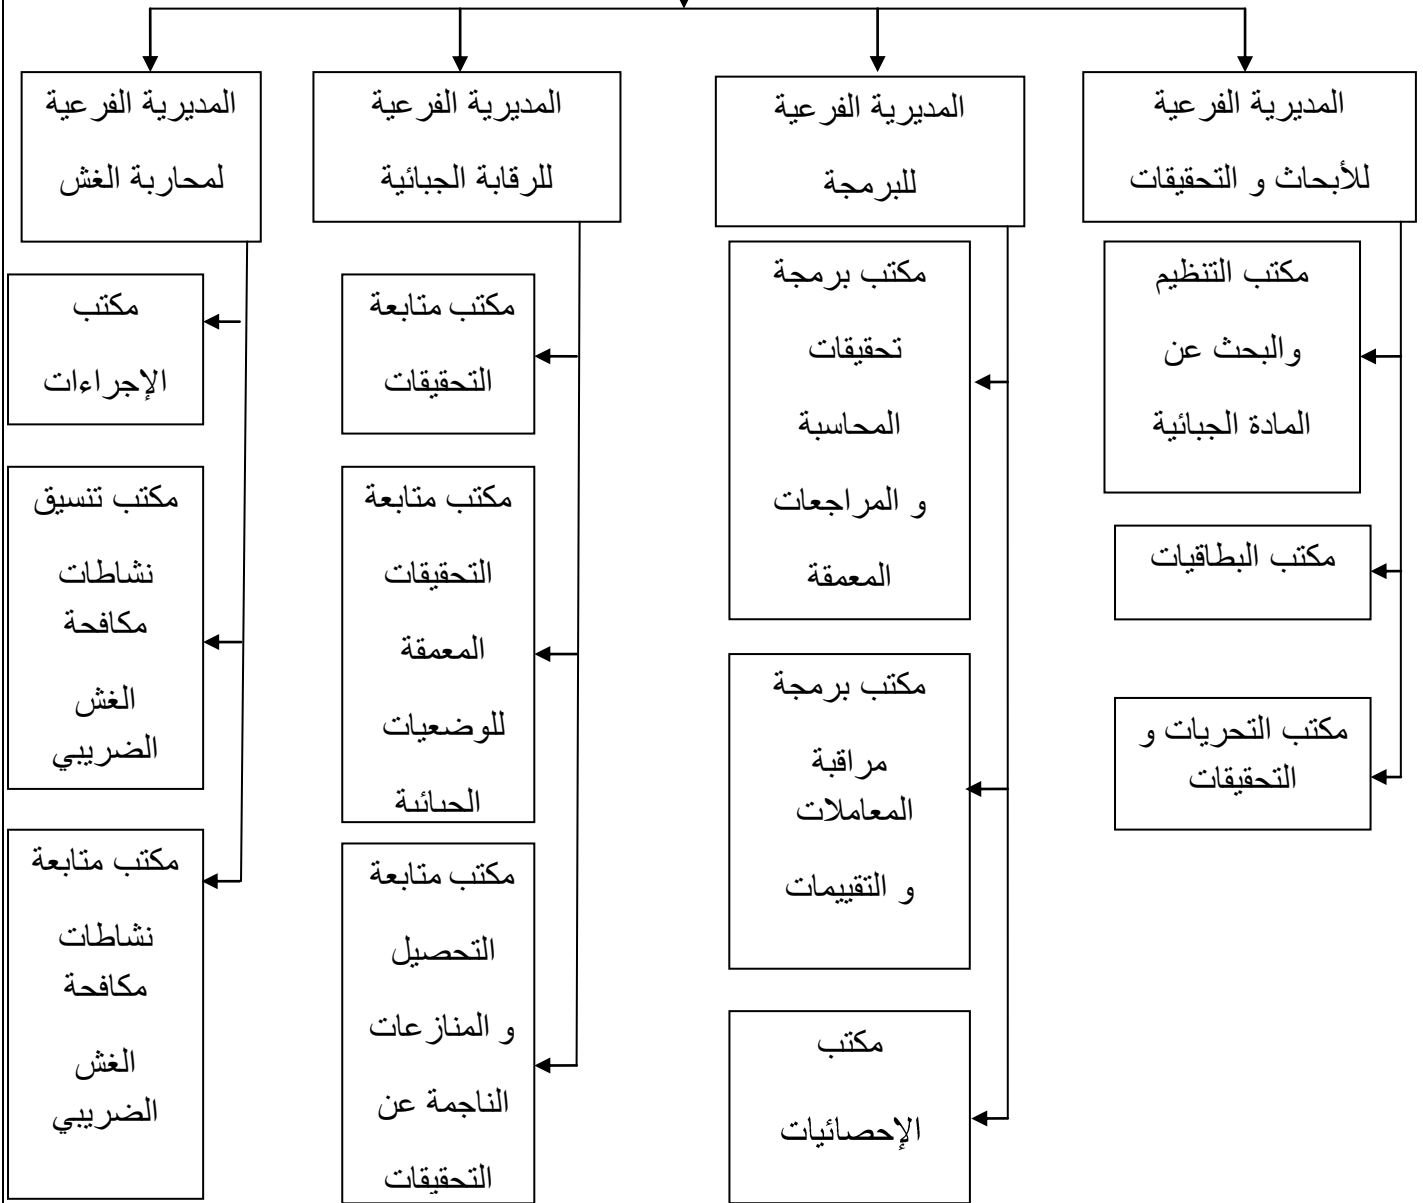 المديرية الفرعية
للأبحاث و التحقيقات
مكتب التنظيم
والبحث عن
المادة الجبائية
مكتب البطاقيات
مكتب التحريات و
التحقيقات
المديرية الفرعية
للبرمجة
مكتب برمجة
تحقيقات
المحاسبة
و المراجعات
المعمقة
مكتب برمجة
مراقبة
المعاملات
و التقييمات
مكتب
الإحصائيات
المديرية الفرعية
للرقابة الجبائية
مكتب متابعة
التحقيقات
مكتب متابعة
التحقيقات
المعمقة
للوضعيات
الجبائية
مكتب متابعة
التحصيل
و المنازعات
الناجمة عن
التحقيقات
المديرية الفرعية
لمحاربة الغش
مكتب
الإجراءات
مكتب تنسيق
نشاطات
مكافحة
الغش
الضريبي
مكتب متابعة
نشاطات
مكافحة
الغش
الضريبي